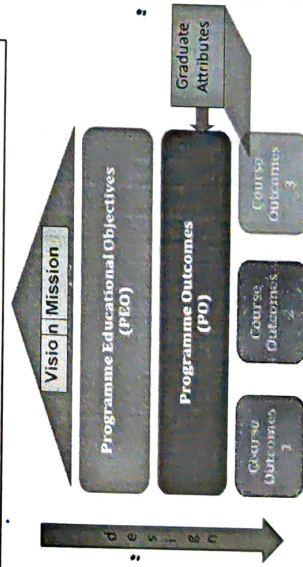 Vision Mission
Programme Educational Objectives
(PEO)
Programme Outcomes
(PO)
Graduate
Attributes
Course
Outcomes
1
Course
Outcomes
2
Course
Outcomes
3
design